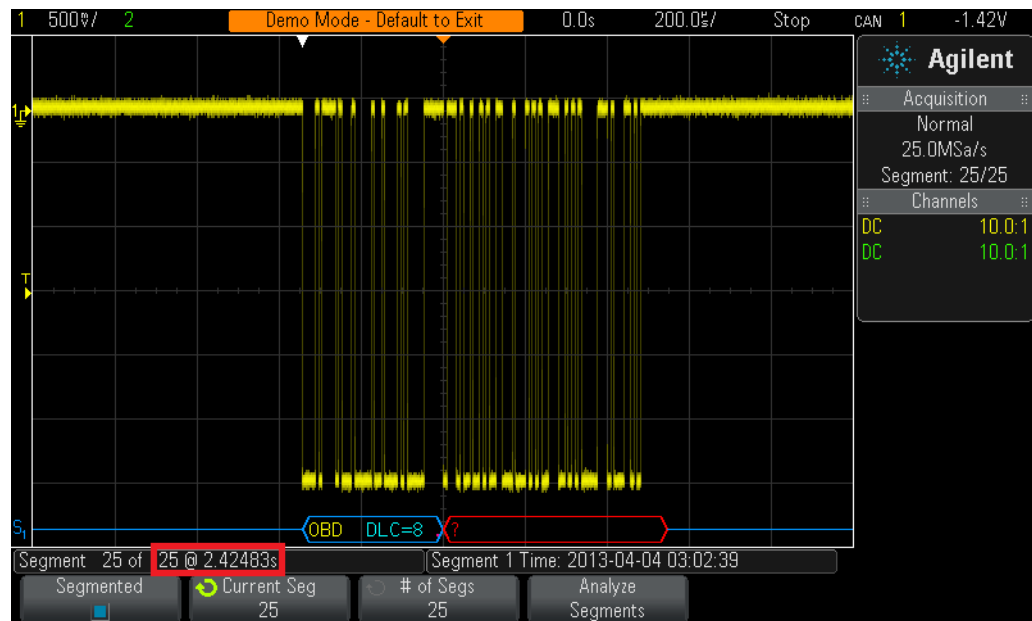 1 500▽/ 2 Demo Mode - Default to Exit 0.0s 200.0▽/ Stop CAN 1 -1.42V
Agilent
Acquisition
Normal
25.0MSa/s
Segment: 25/25
Channels
DC 10.0:1
DC 10.0:1
1
T
S1 OBD DLC=8 ?
Segment 25 of 25 @ 2.42483s Segment 1 Time: 2013-04-04 03:02:39
Segmented Current Seg # of Segs Analyze
25 25 Segments